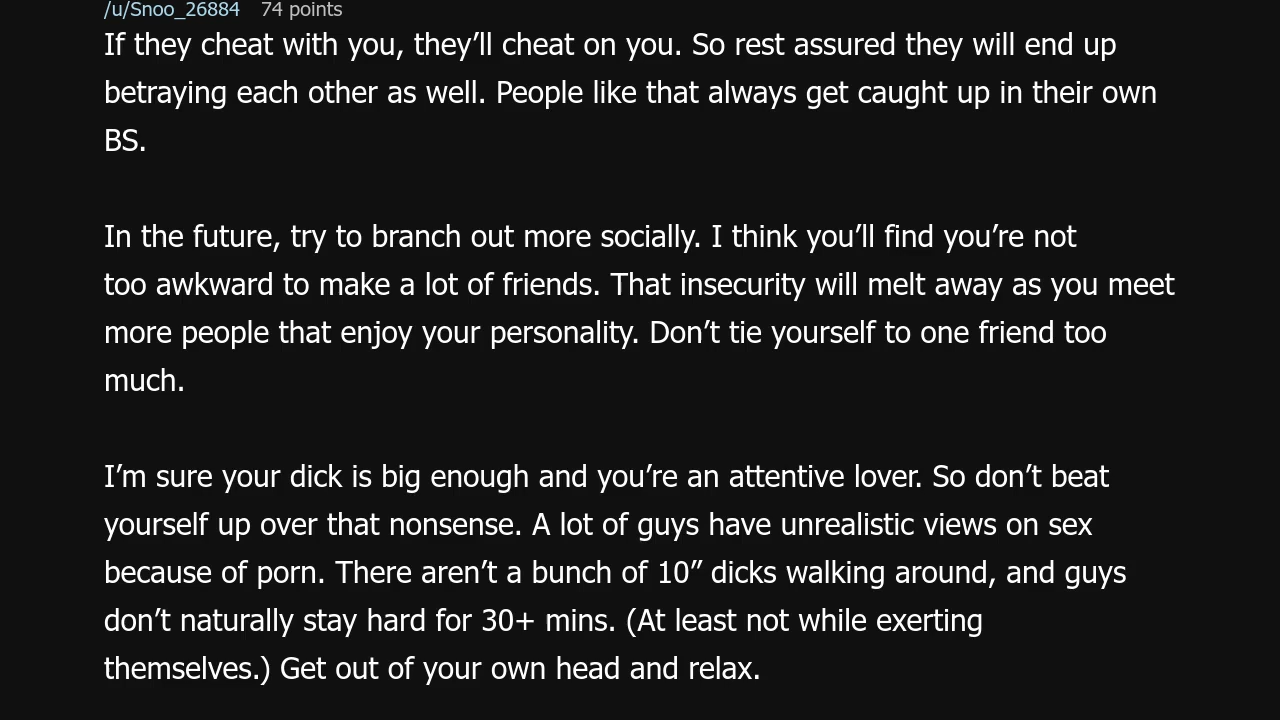 /u/Snoo_26884 74 points
If they cheat with you, they’ll cheat on you. So rest assured they will end up
betraying each other as well. People like that always get caught up in their own
BS.
In the future, try to branch out more socially. I think you’ll find you’re not
too awkward to make a lot of friends. That insecurity will melt away as you meet
more people that enjoy your personality. Don’t tie yourself to one friend too
much.
I’m sure your dick is big enough and you’re an attentive lover. So don’t beat
yourself up over that nonsense. A lot of guys have unrealistic views on sex
because of porn. There aren’t a bunch of 10” dicks walking around, and guys
don’t naturally stay hard for 30+ mins. (At least not while exerting
themselves.) Get out of your own head and relax.